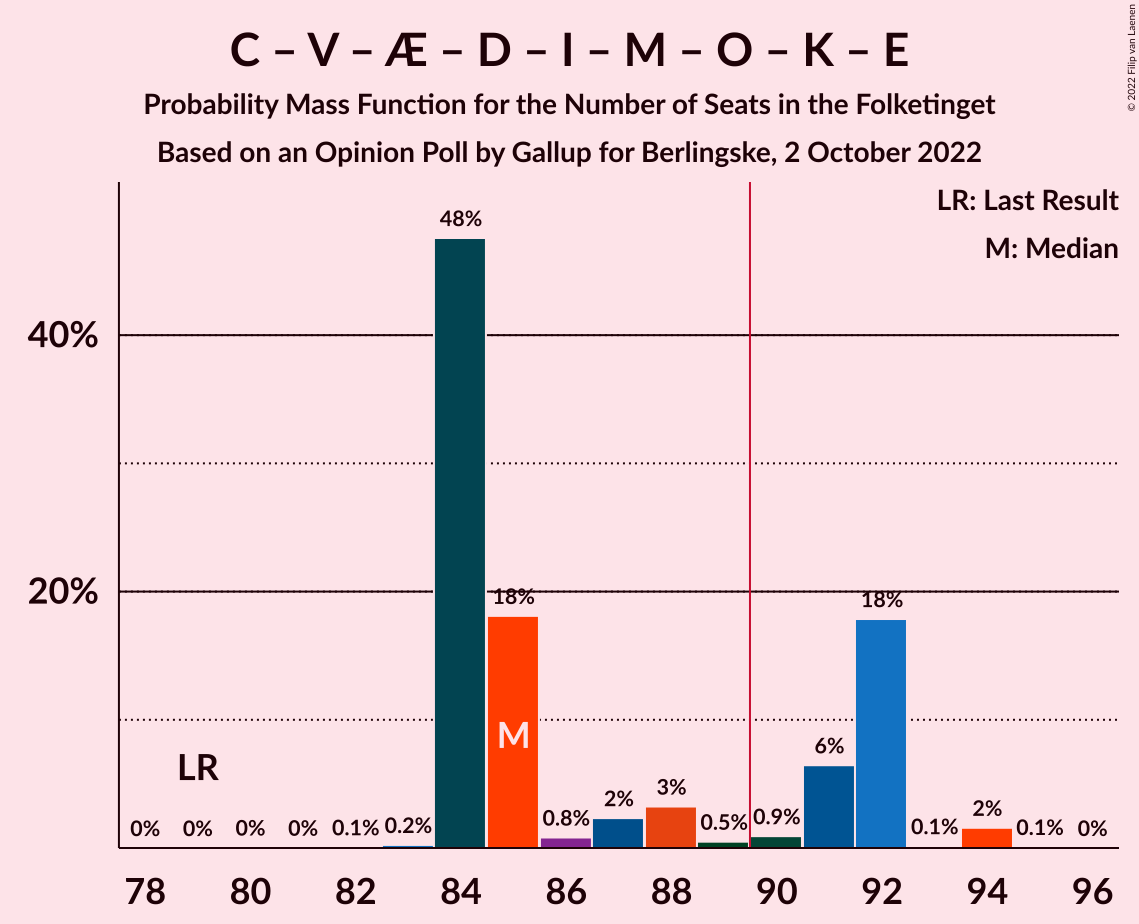 C – V – Æ – D – I – M – O – K – E
Probability Mass Function for the Number of Seats in the Folketinget
Based on an Opinion Poll by Gallup for Berlingske, 2 October 2022
© 2022 Filip van Laenen
LR: Last Result
M: Median
40%
20%
48%
18%
18%
M
LR
6%
3%
2%
2%
0% 0% 0% 0% 0.1% 0.2% 0.8% 0.5% 0.9% 0.1% 0.1% 0%
78 80 82 84 86 88 90 92 94 96